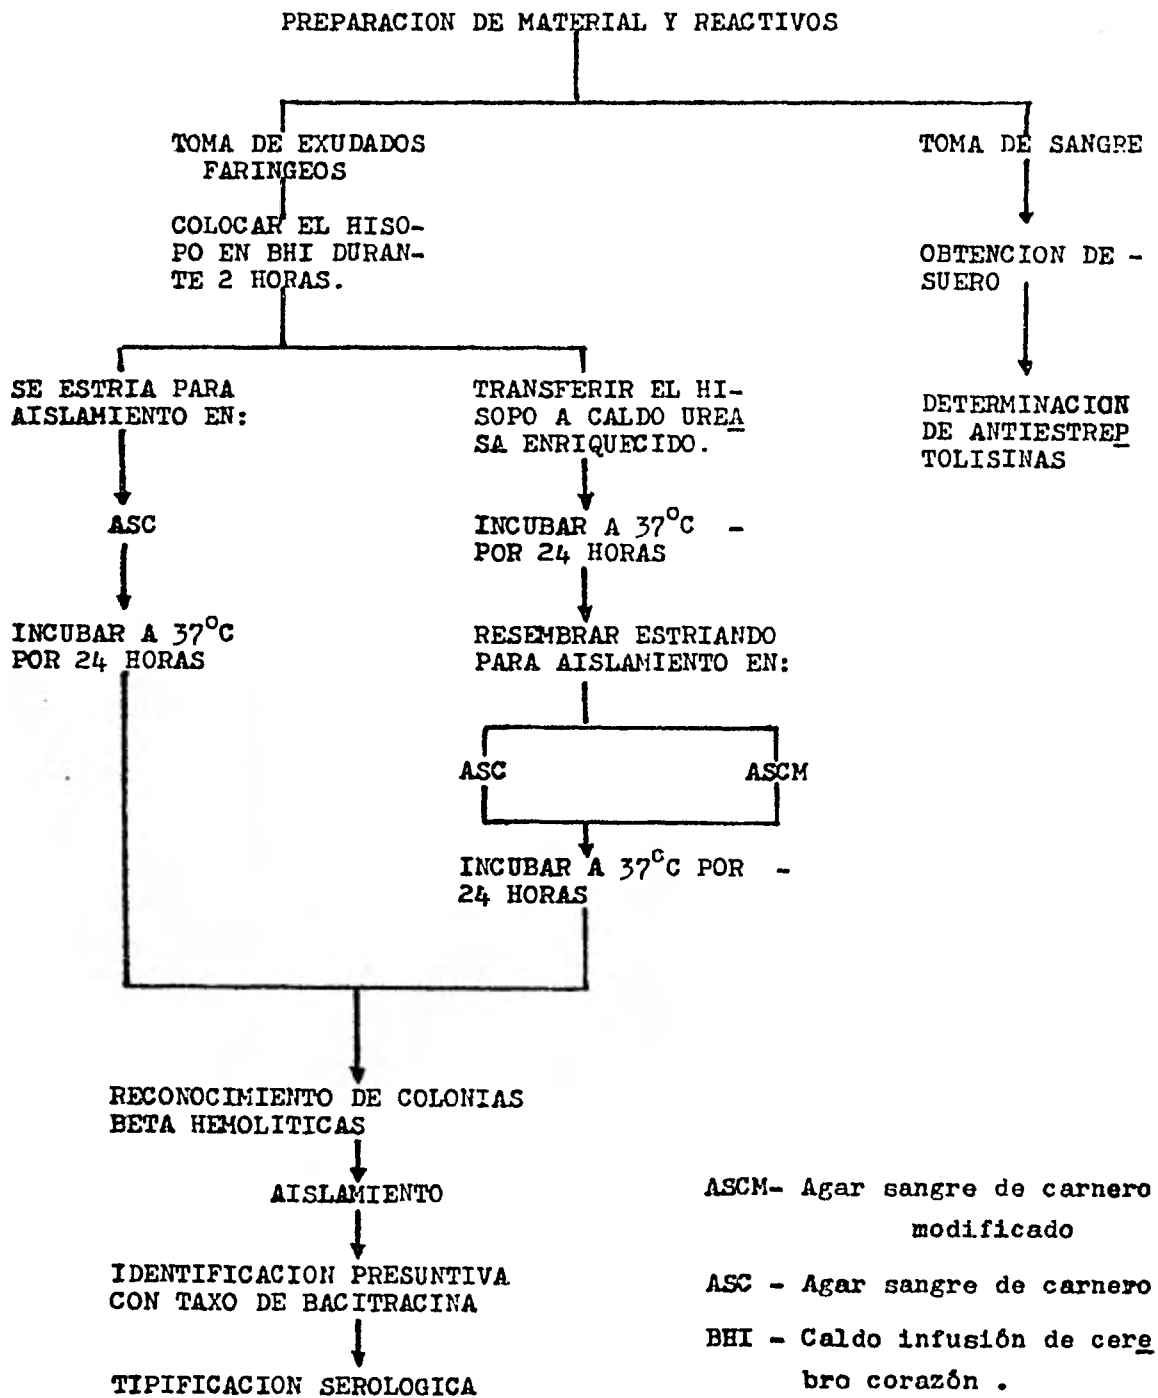 PREPARACION DE MATERIAL Y REACTIVOS
TOMA DE EXUDADOS
FARINGEOS
COLOCAR EL HISO-
PO EN BHI DURAN-
TE 2 HORAS.
SE ESTRIA PARA
AISLAMIENTO EN:
ASC
INCUBAR A 37°C
POR 24 HORAS
TRANSFERIR EL HI-
SOPO A CALDO UREA
SA ENRIQUECIDO.
INCUBAR A 37°C -
POR 24 HORAS
RESEMBRAR ESTRIANDO
PARA AISLAMIENTO EN:
ASC
ASCM
INCUBAR A 37°C POR -
24 HORAS
TOMA DE SANGRE
OBTENCION DE -
SUERO
DETERMINACION
DE ANTIESTREP
TOLISINAS
RECONOCIMIENTO DE COLONIAS
BETA HEMOLITICAS
AISLAMIENTO
IDENTIFICACION PRESUNTIVA
CON TAXO DE BACITRACINA
TIPIFICACION SEROLOGICA
ASCM- Agar sangre de carnero
modificado
ASC - Agar sangre de carnero
BHI - Caldo infusión de cere
bro corazón .